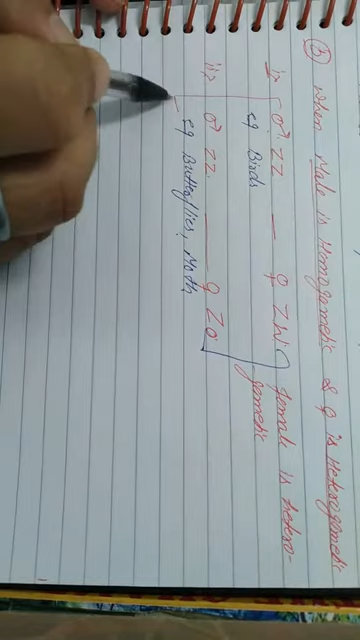 ③ When Male is Homogametic & ♀ is Heterogametic
i> ♂ ZZ — ♀ ZW female is hetero-
gametic
eg Birds
ii> ♂ ZZ — ♀ ZO
eg Butterflies, Moth